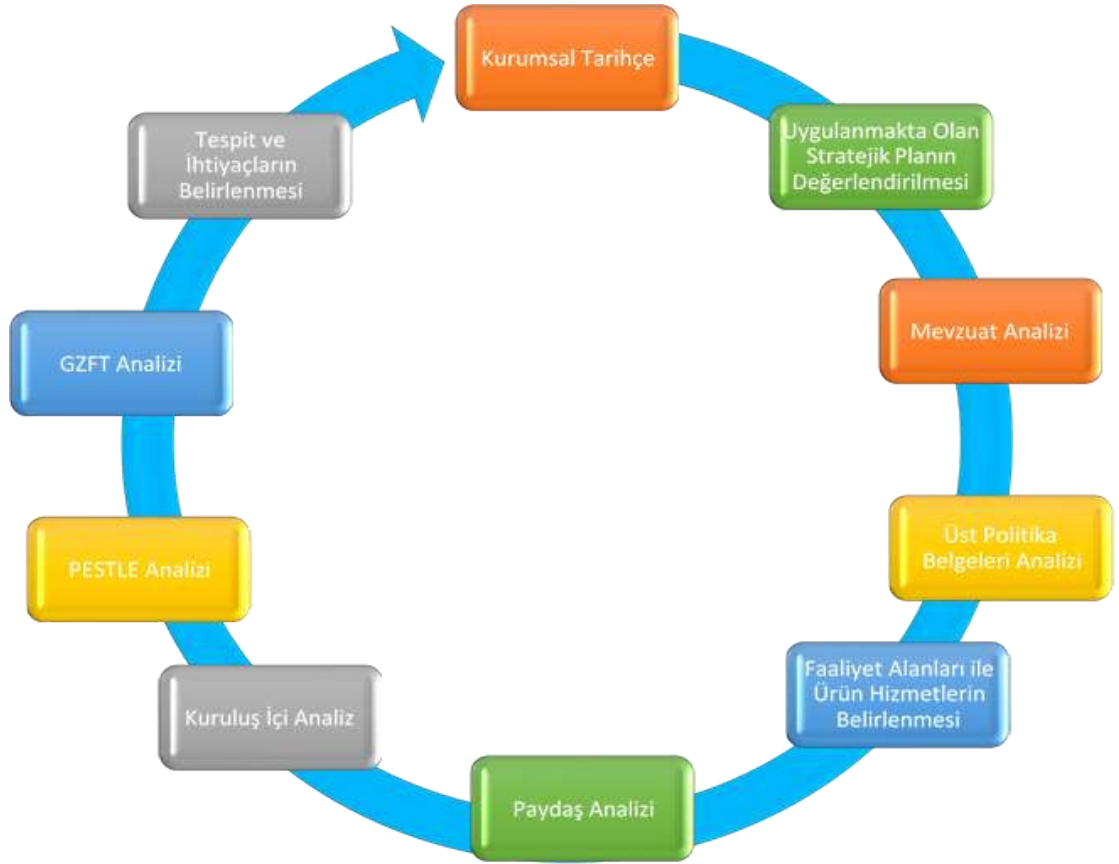 Kurumsal Tarihçe
Uygulanmakta Olan
Stratejik Planın
Değerlendirilmesi
Mevzuat Analizi
Üst Politika
Belgeleri Analizi
Faaliyet Alanları ile
Ürün Hizmetlerin
Belirlenmesi
Paydaş Analizi
Kuruluş İçi Analiz
PESTLE Analizi
GZFT Analizi
Tespit ve
İhtiyaçların
Belirlenmesi